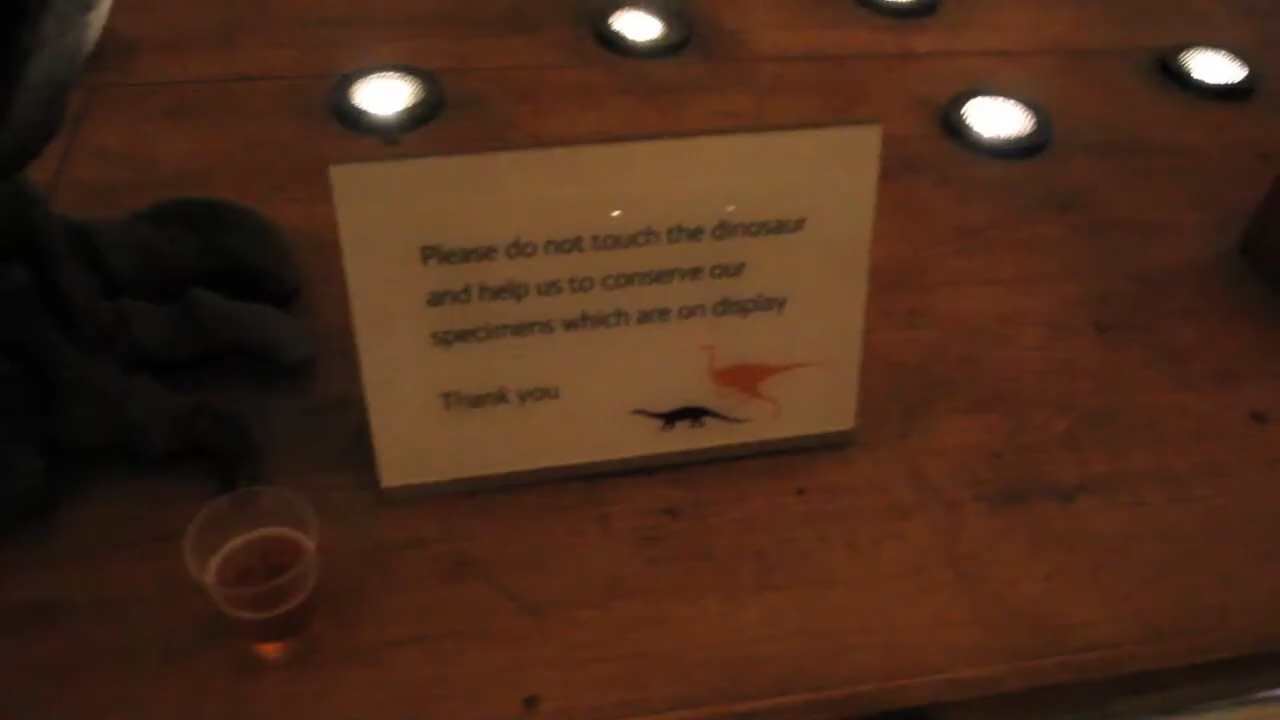 Please do not touch the dinosaur
and help us to conserve our
specimens which are on display
Thank you